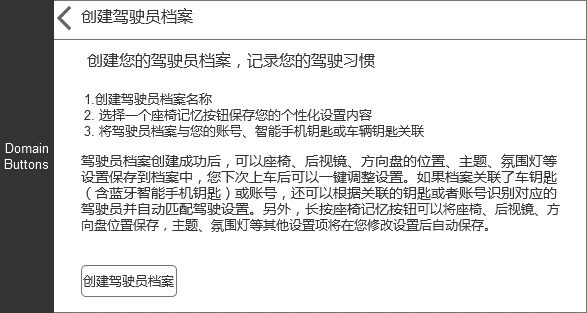 创建驾驶员档案
Domain
Buttons
创建您的驾驶员档案，记录您的驾驶习惯
1.创建驾驶员档案名称
2. 选择一个座椅记忆按钮保存您的个性化设置内容
3. 将驾驶员档案与您的账号、智能手机钥匙或车辆钥匙关联
驾驶员档案创建成功后，可以座椅、后视镜、方向盘的位置、主题、氛围灯等
设置保存到档案中，您下次上车后可以一键调整设置。如果档案关联了车钥匙
（含蓝牙智能手机钥匙）或账号，还可以根据关联的钥匙或者账号识别对应的
驾驶员并自动匹配驾驶设置。另外，长按座椅记忆按钮可以将座椅、后视镜、方
向盘位置保存，主题、氛围灯等其他设置项将在您修改设置后自动保存。
创建驾驶员档案